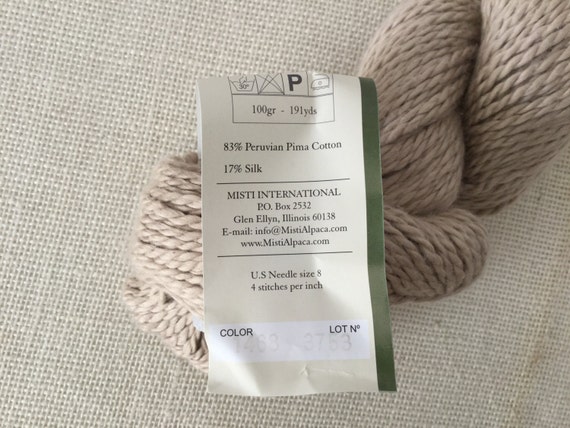 30°
P
100gr - 191yds
83% Peruvian Pima Cotton
17% Silk
MISTI INTERNATIONAL
P.O. Box 2532
Glen Ellyn, Illinois 60138
E-mail: info@MistiAlpaca.com
www.MistiAlpaca.com
U.S Needle size 8
4 stitches per inch
COLOR LOT Nº
3763